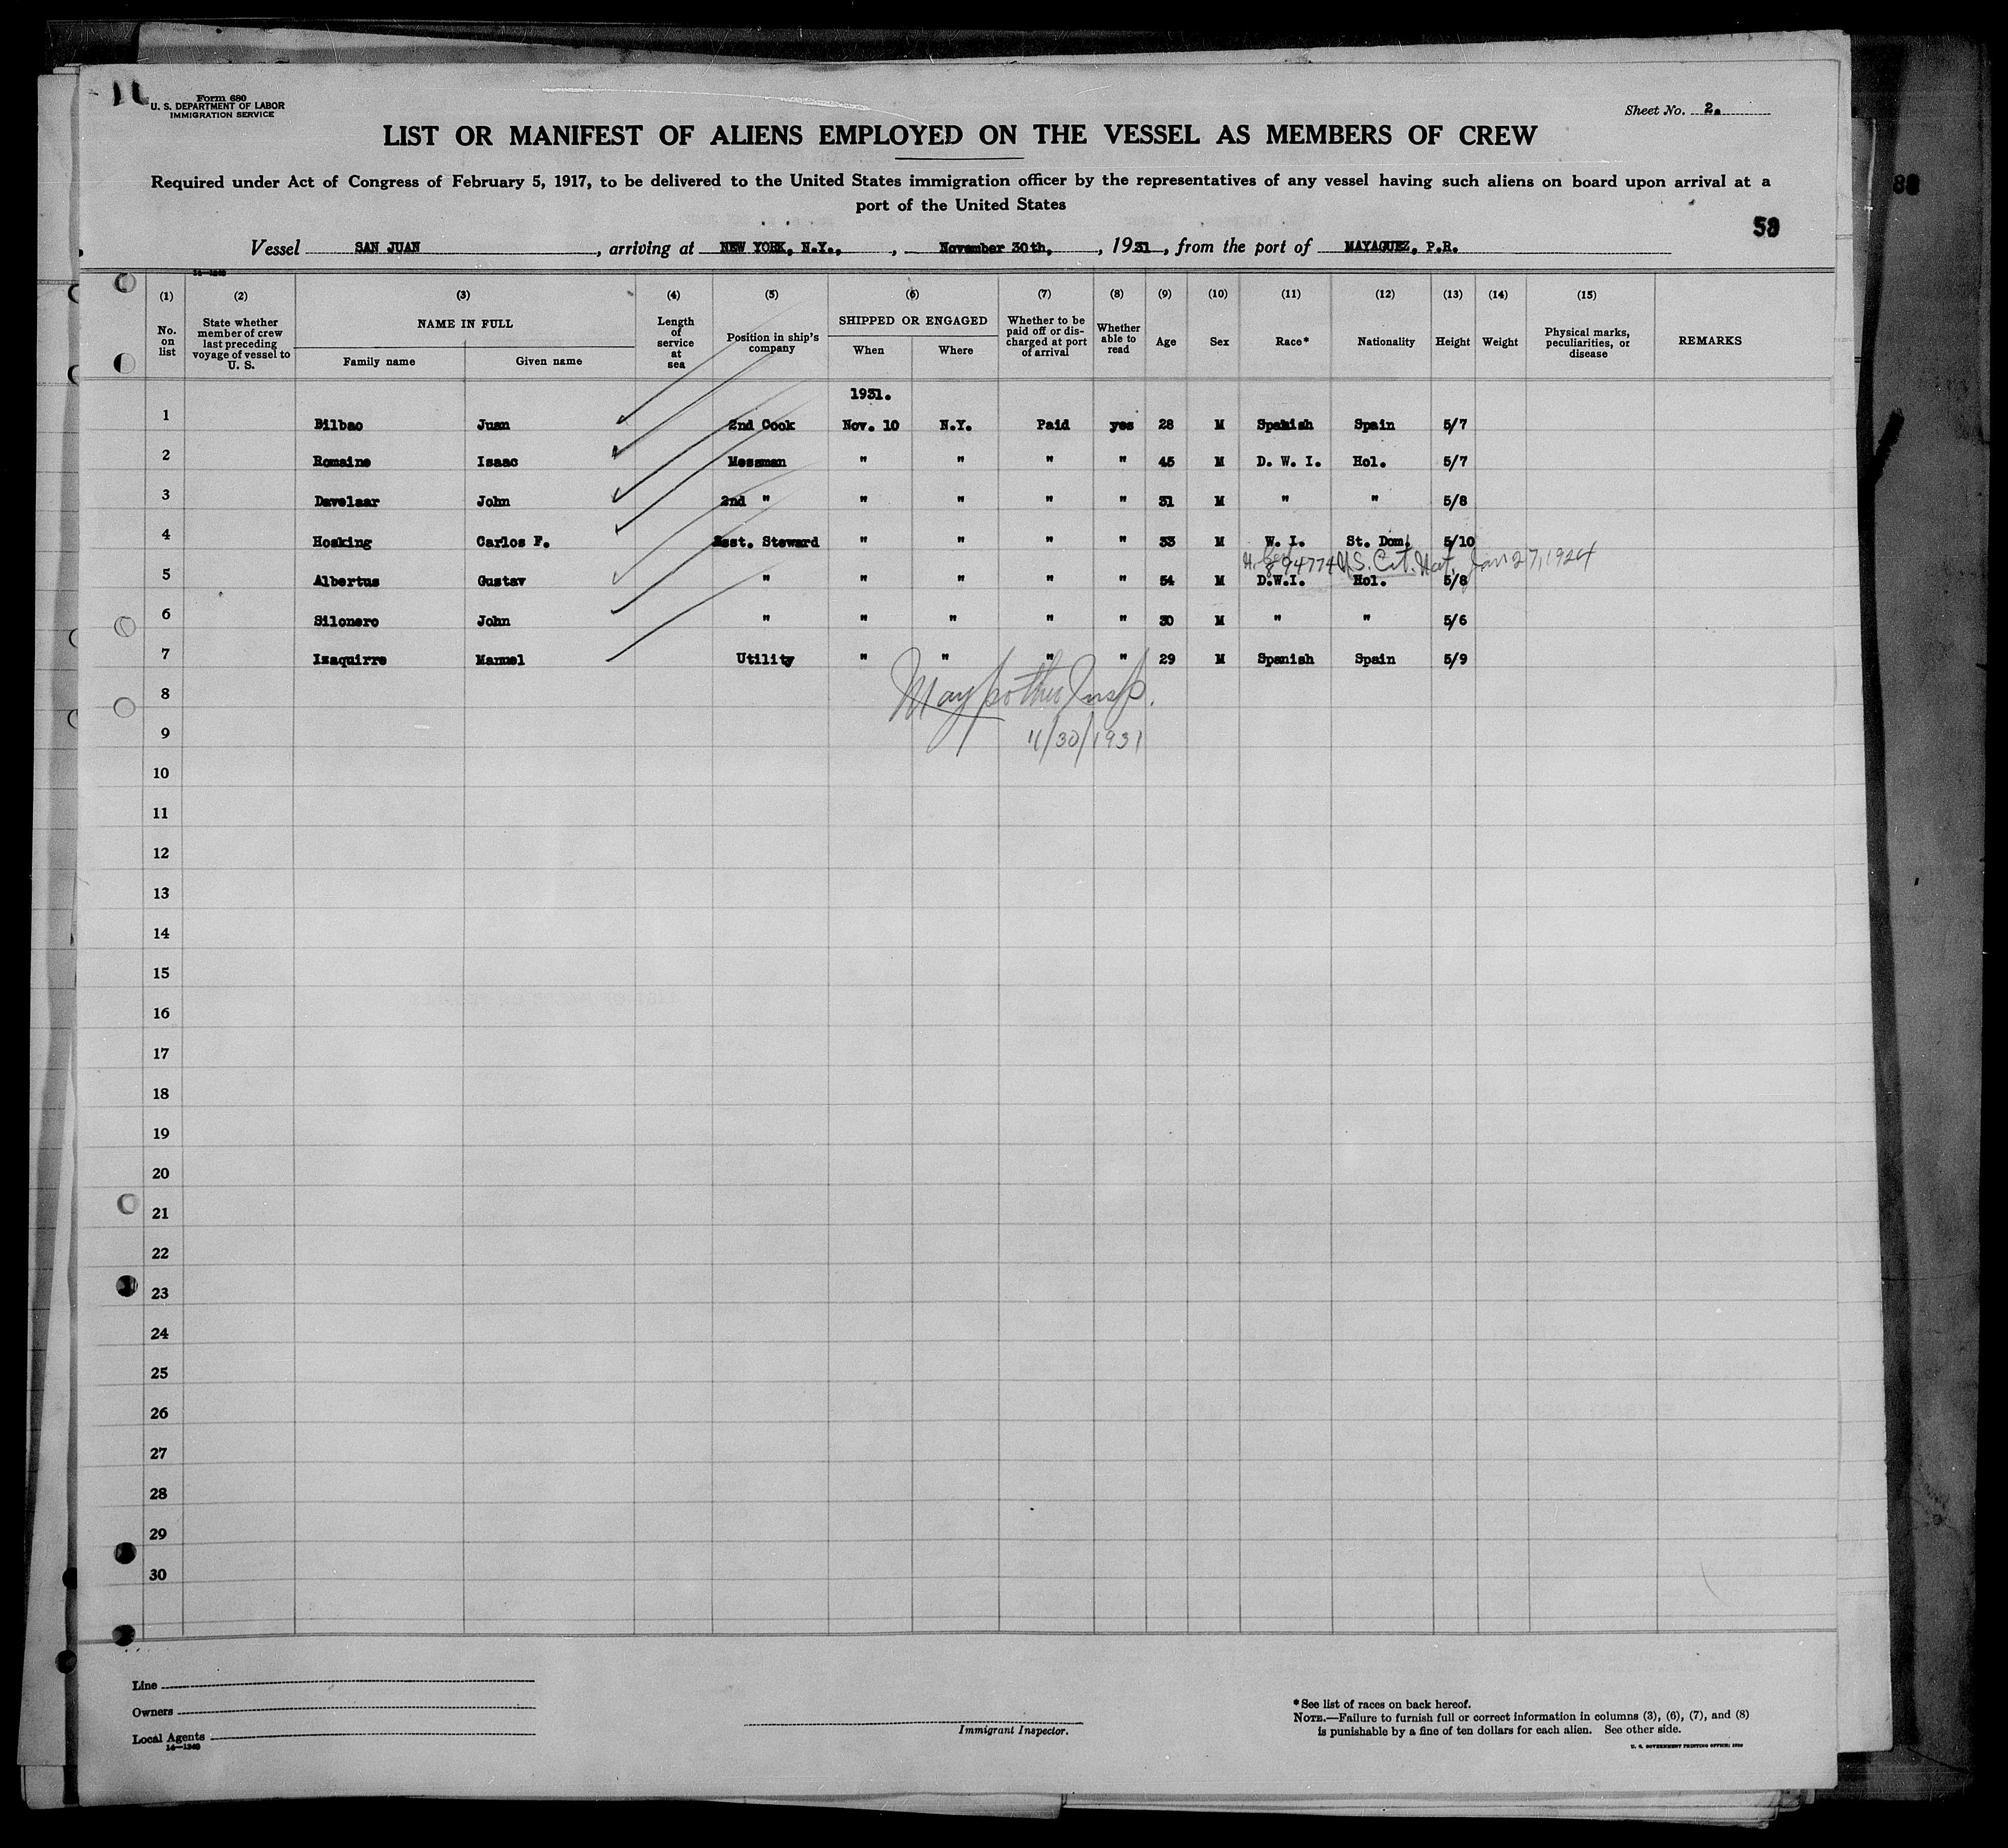 Form 680
U. S. DEPARTMENT OF LABOR
IMMIGRATION SERVICE
Sheet No. 2.
LIST OR MANIFEST OF ALIENS EMPLOYED ON THE VESSEL AS MEMBERS OF CREW
Required under Act of Congress of February 5, 1917, to be delivered to the United States immigration officer by the representatives of any vessel having such aliens on board upon arrival at a
port of the United States
Vessel SAN JUAN, arriving at NEW YORK, N.Y., , November 30th, , 1931, from the port of MAYAGUEZ, P.R.
14—1240
(1) No. on list
(2) State whether member of crew last preceding voyage of vessel to U. S.
(3) NAME IN FULL Family name Given name
(4) Length of service at sea
(5) Position in ship's company
(6) SHIPPED OR ENGAGED When Where
(7) Whether to be paid off or discharged at port of arrival
(8) Whether able to read
(9) Age
(10) Sex
(11) Race*
(12) Nationality
(13) Height
(14) Weight
(15) Physical marks, peculiarities, or disease
REMARKS
1931.
1 Bilbao Juan 2nd Cook Nov. 10 N.Y. Paid yes 28 M Spanish Spain 5/7
2 Romaine Isaac Messman " " " " 45 M D. W. I. Hol. 5/7
3 Davelaar John 2nd " " " " " 31 M " " 5/8
4 Hosking Carlos F. Asst. Steward " " " " 33 M W. I. St. Dom. 5/10
1894774 U.S. Cit. Nat. Jan 27, 1924
5 Albertus Gustav " " " " " 54 M D.W.I. Hol. 5/8
6 Silonero John " " " " " 30 M " " 5/6
7 Izaquirre Manuel Utility " " " " 29 M Spanish Spain 5/9
8
Insp.
9
11/30/1931
10
11
12
13
14
15
16
17
18
19
20
21
22
23
24
25
26
27
28
29
30
Line
Owners
Local Agents
14—1240
Immigrant Inspector.
*See list of races on back hereof.
NOTE.—Failure to furnish full or correct information in columns (3), (6), (7), and (8)
is punishable by a fine of ten dollars for each alien. See other side.